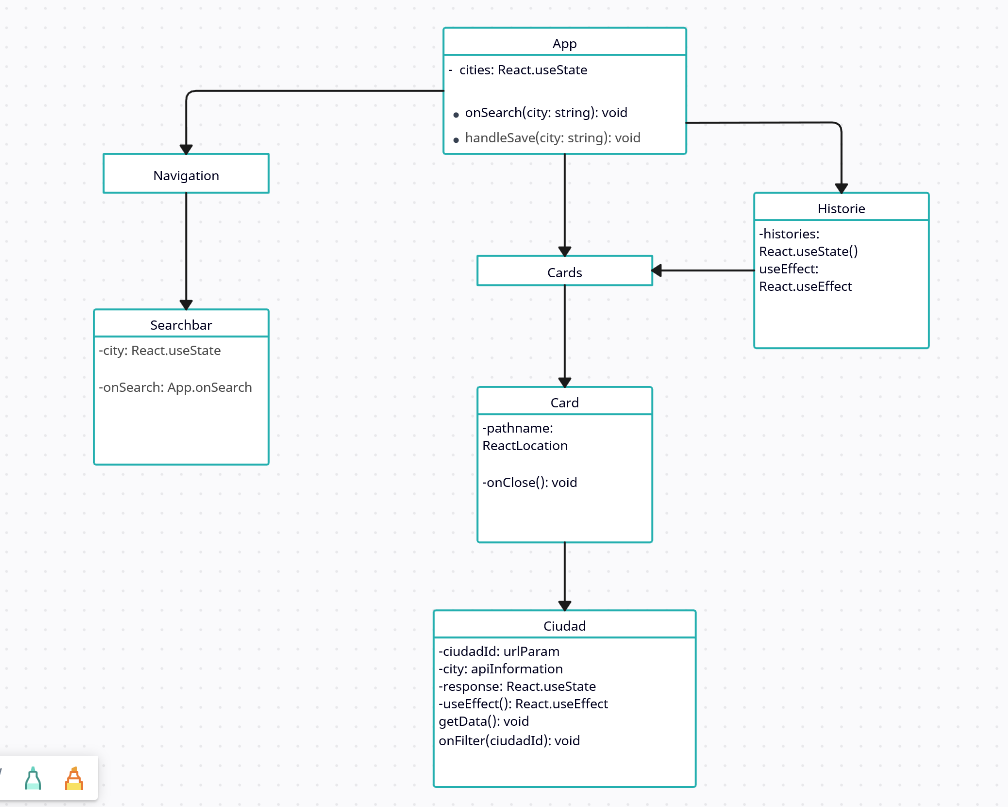 App
- cities: React.useState
• onSearch(city: string): void
• handleSave(city: string): void
Navigation
Searchbar
-city: React.useState
-onSearch: App.onSearch
Cards
Historie
-histories:
React.useState()
useEffect:
React.useEffect
Card
-pathname:
ReactLocation
-onClose(): void
Ciudad
-ciudadId: urlParam
-city: apiInformation
-response: React.useState
-useEffect(): React.useEffect
getData(): void
onFilter(ciudadId): void